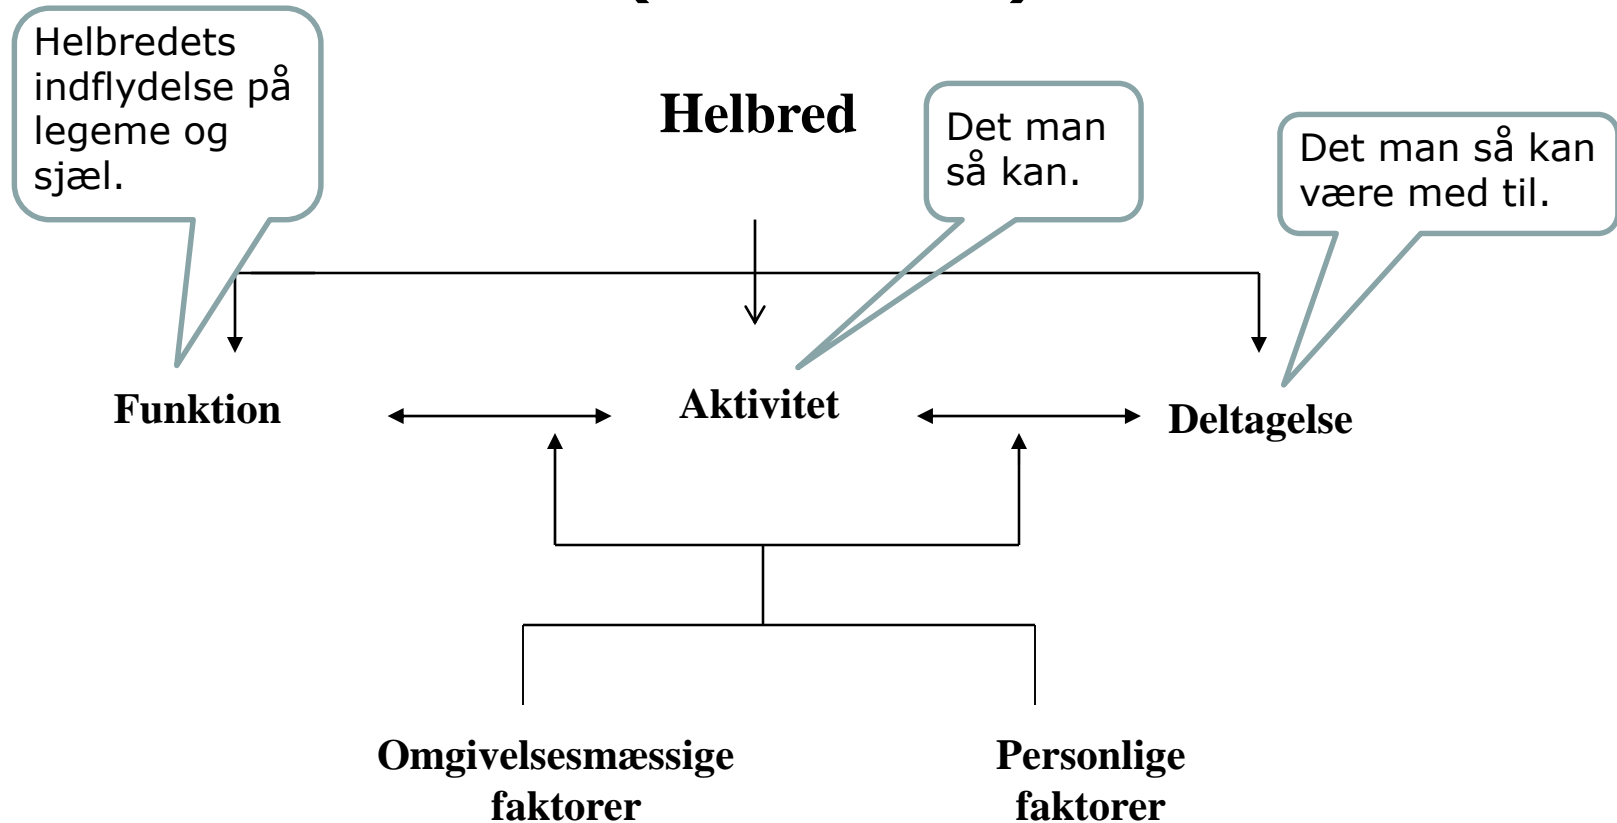 Helbredets
indflydelse på
legeme og
sjæl.
Helbred
Det man
så kan.
Det man så kan
være med til.
Funktion
Aktivitet
Deltagelse
Omgivelsesmæssige
faktorer
Personlige
faktorer